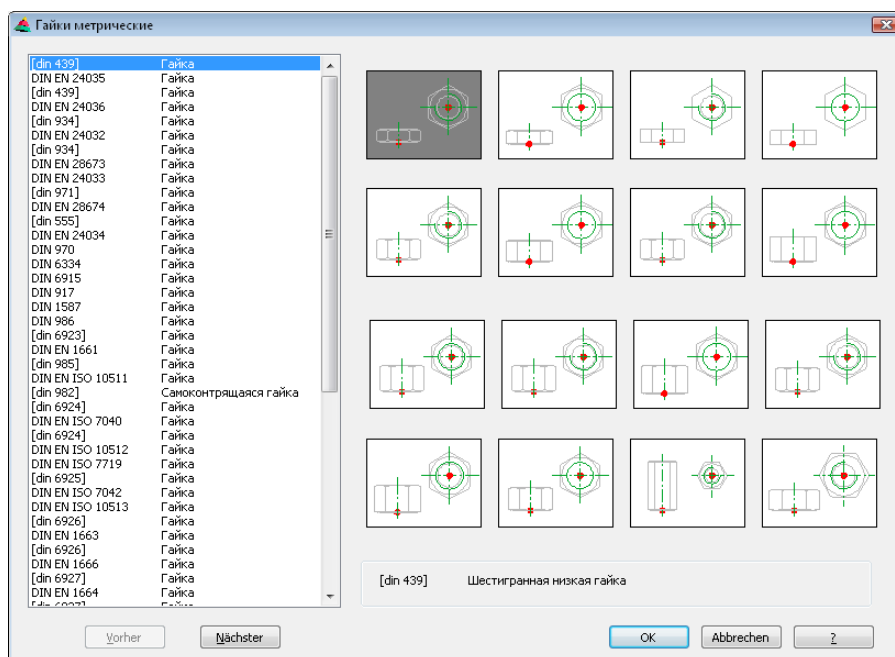 Гайки метрические
[din 439] Гайка
DIN EN 24035 Гайка
[din 439] Гайка
DIN EN 24036 Гайка
[din 934] Гайка
DIN EN 24032 Гайка
[din 934] Гайка
DIN EN 28673 Гайка
DIN EN 24033 Гайка
[din 971] Гайка
DIN EN 28674 Гайка
[din 555] Гайка
DIN EN 24034 Гайка
DIN 970 Гайка
DIN 6334 Гайка
DIN 6915 Гайка
DIN 917 Гайка
DIN 1587 Гайка
DIN 986 Гайка
[din 6923] Гайка
DIN EN 1661 Гайка
[din 985] Гайка
DIN EN ISO 10511 Гайка
[din 982] Самоконтрящаяся гайка
[din 6924] Гайка
DIN EN ISO 7040 Гайка
[din 6924] Гайка
DIN EN ISO 10512 Гайка
DIN EN ISO 7719 Гайка
[din 6925] Гайка
DIN EN ISO 7042 Гайка
DIN EN ISO 10513 Гайка
[din 6926] Гайка
DIN EN 1663 Гайка
[din 6926] Гайка
DIN EN 1666 Гайка
[din 6927] Гайка
DIN EN 1664 Гайка
[din 6927] Гайка
[din 439] Шестигранная низкая гайка
Vorher Nächster OK Abbrechen ?